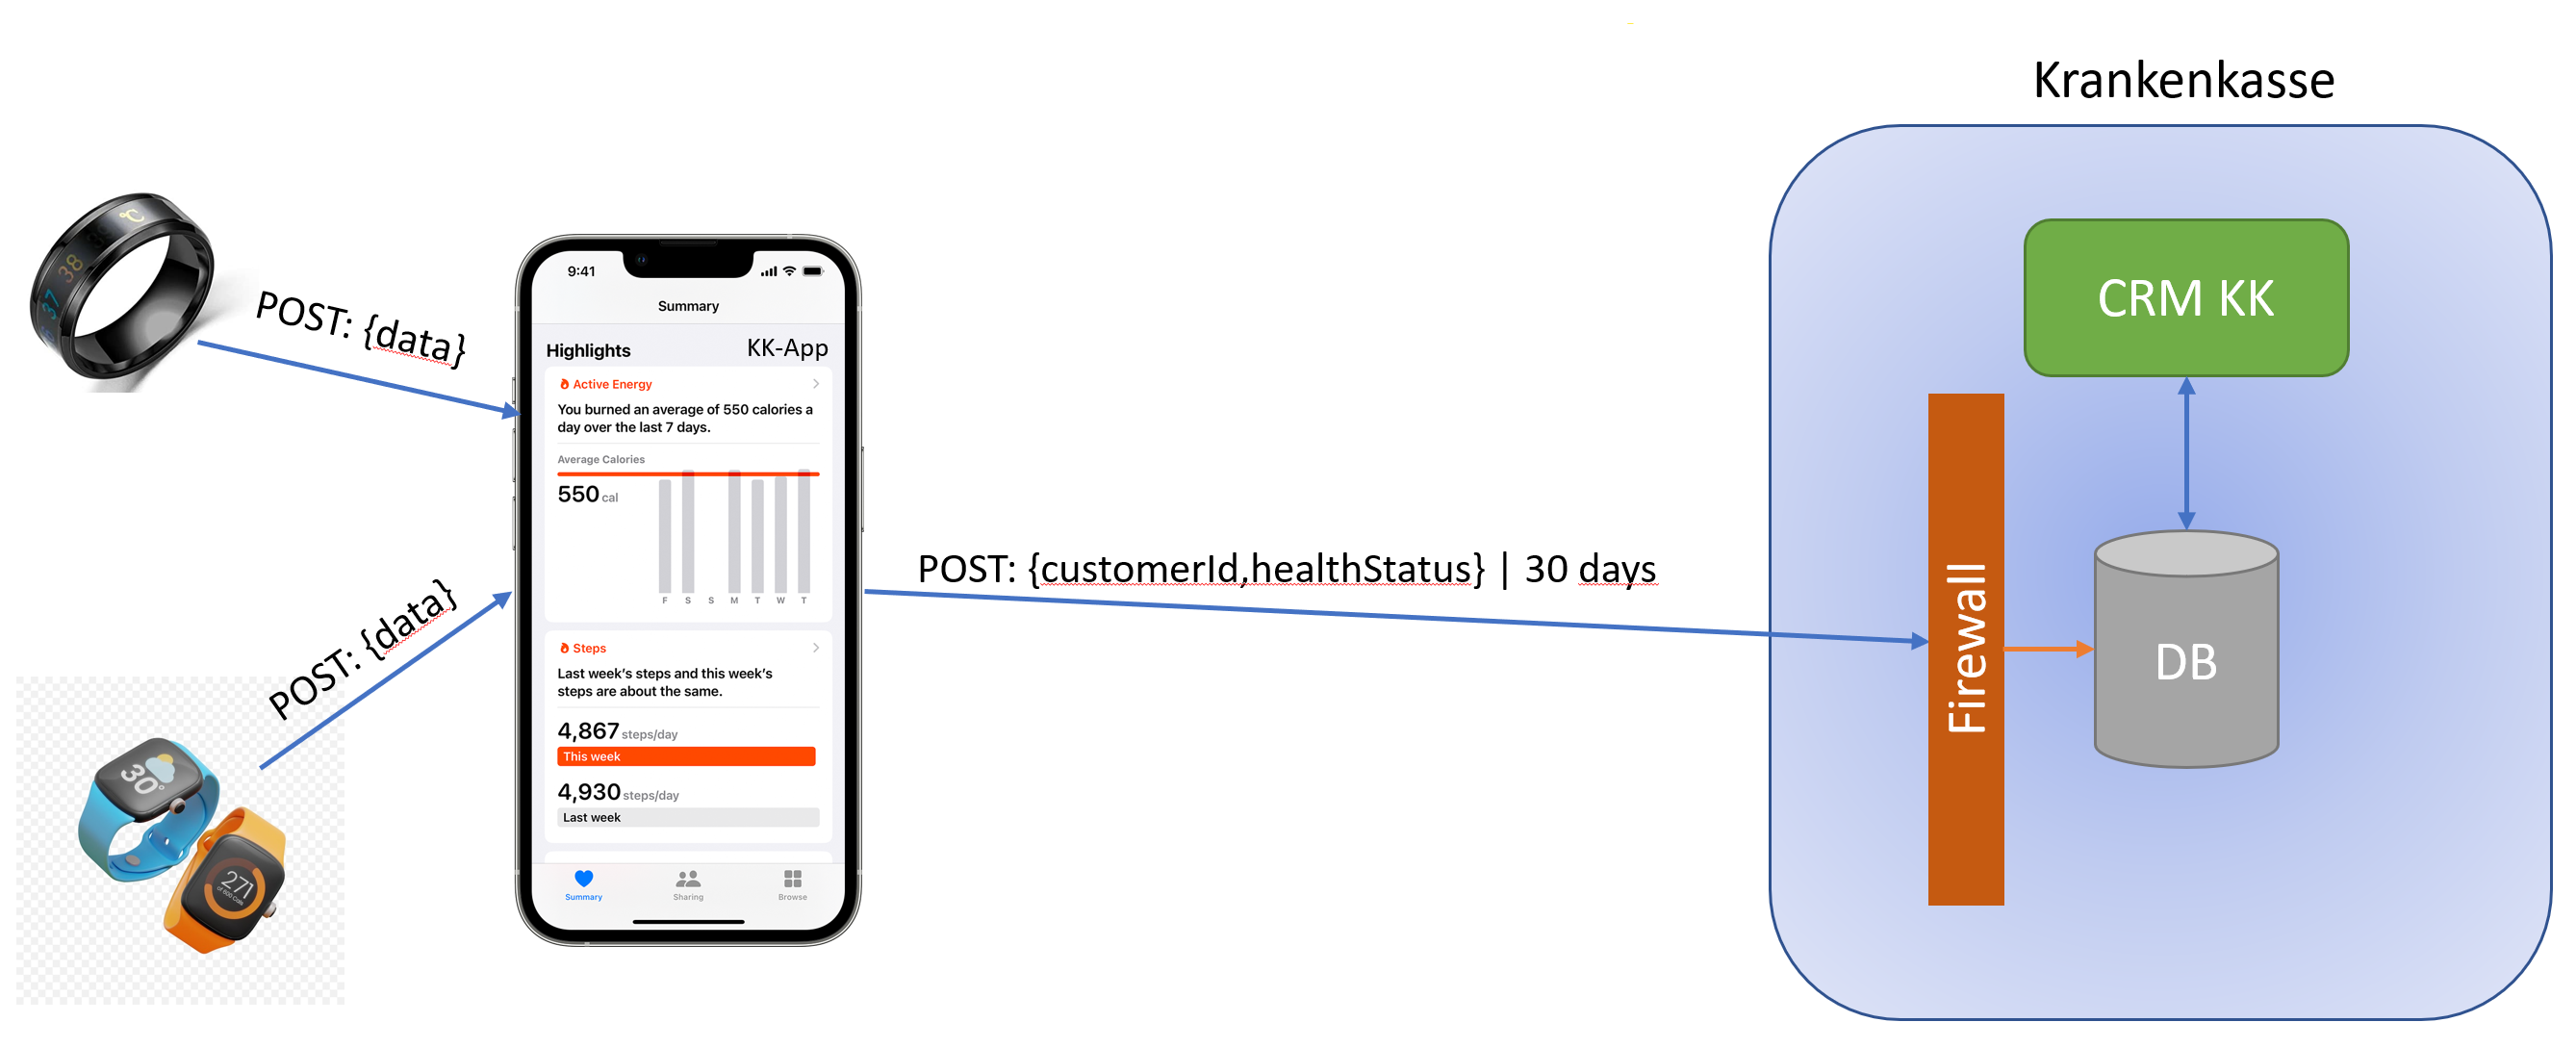 Krankenkasse
CRM KK
Firewall
DB
℃
38
37
POST: {data}
POST: {data}
30°
271
of 600 Cals
9:41
Summary
Highlights
KK-App
Active Energy
You burned an average of 550 calories a
day over the last 7 days.
Average Calories
550 cal
F S S M T W T
Steps
Last week's steps and this week's
steps are about the same.
4,867 steps/day
This week
4,930 steps/day
Last week
Summary Sharing Browse
POST: {customerId,healthStatus} | 30 days